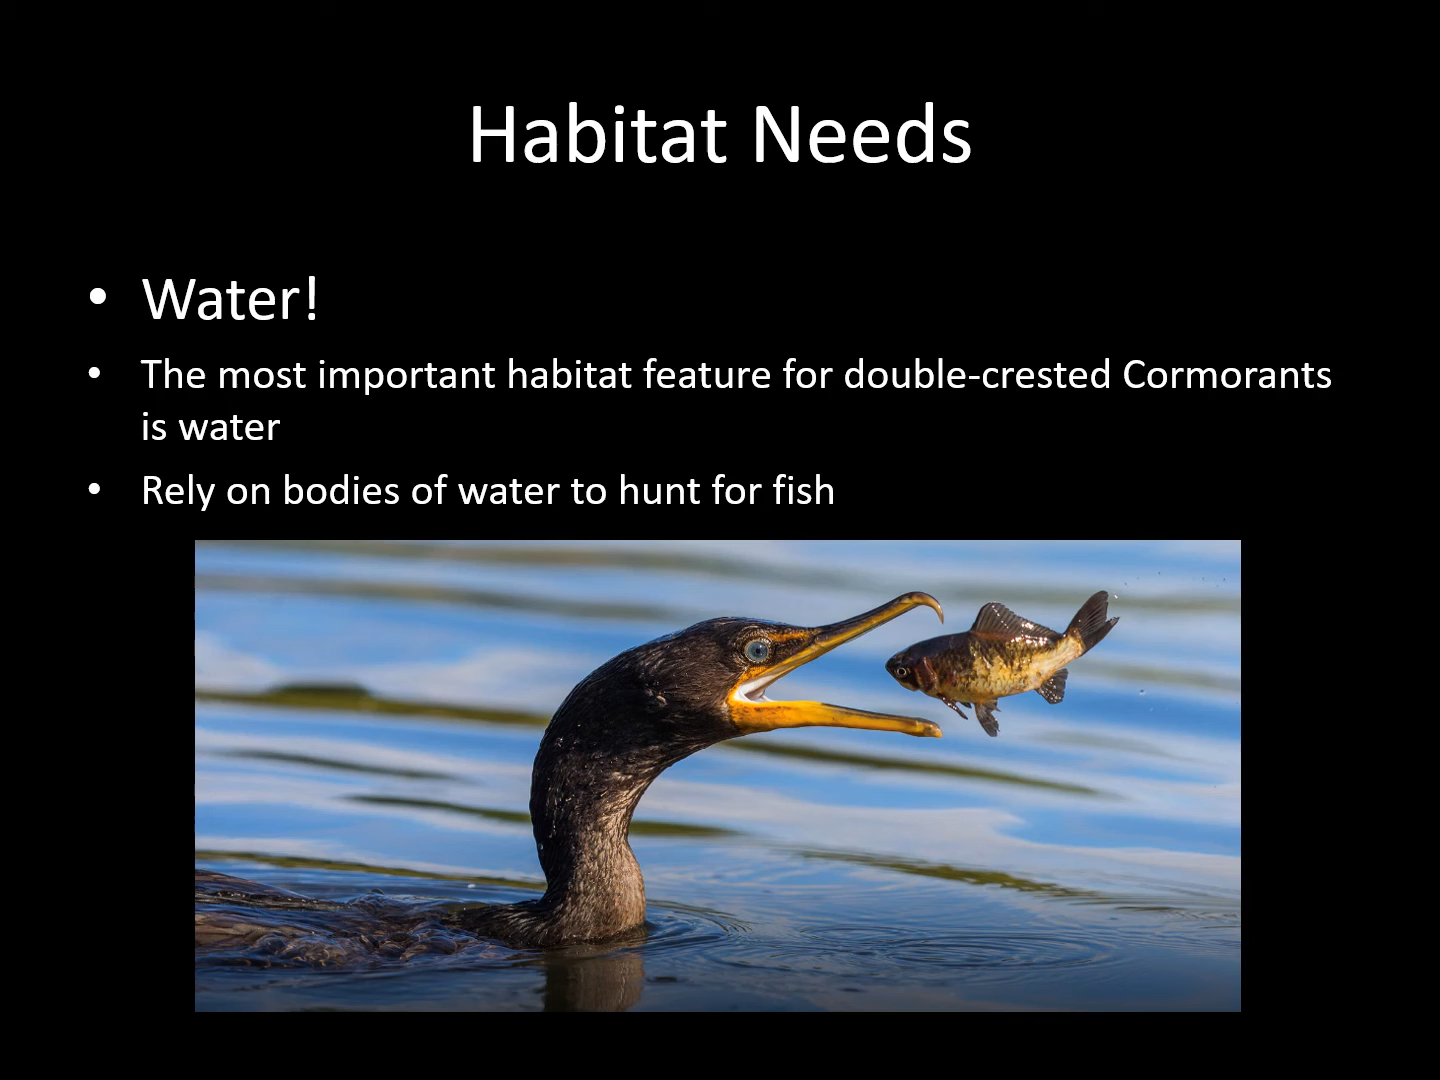 Habitat Needs
• Water!
• The most important habitat feature for double-crested Cormorants
is water
• Rely on bodies of water to hunt for fish